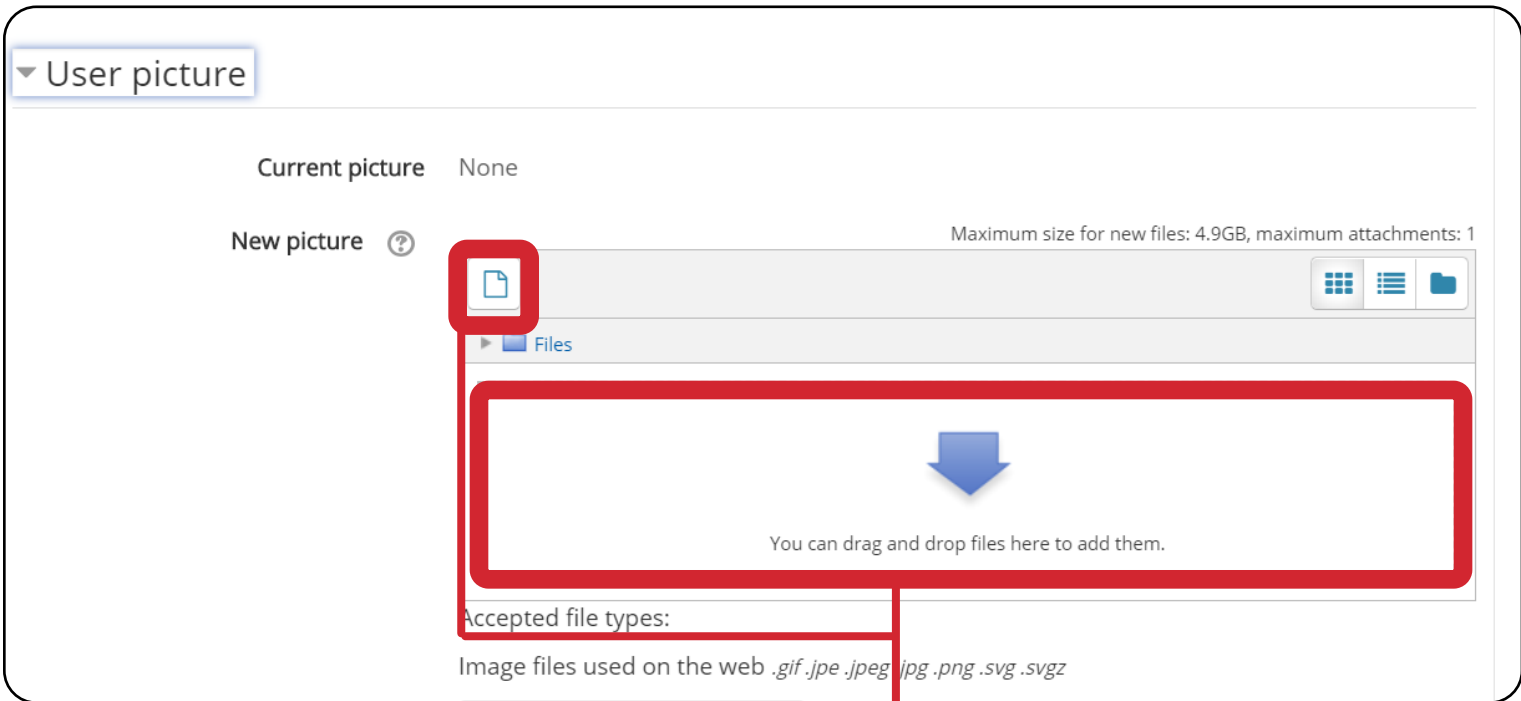 User picture
Current picture None
New picture ?
Maximum size for new files: 4.9GB, maximum attachments: 1
Files
You can drag and drop files here to add them.
Accepted file types:
Image files used on the web .gif .jpe .jpeg .jpg .png .svg .svgz